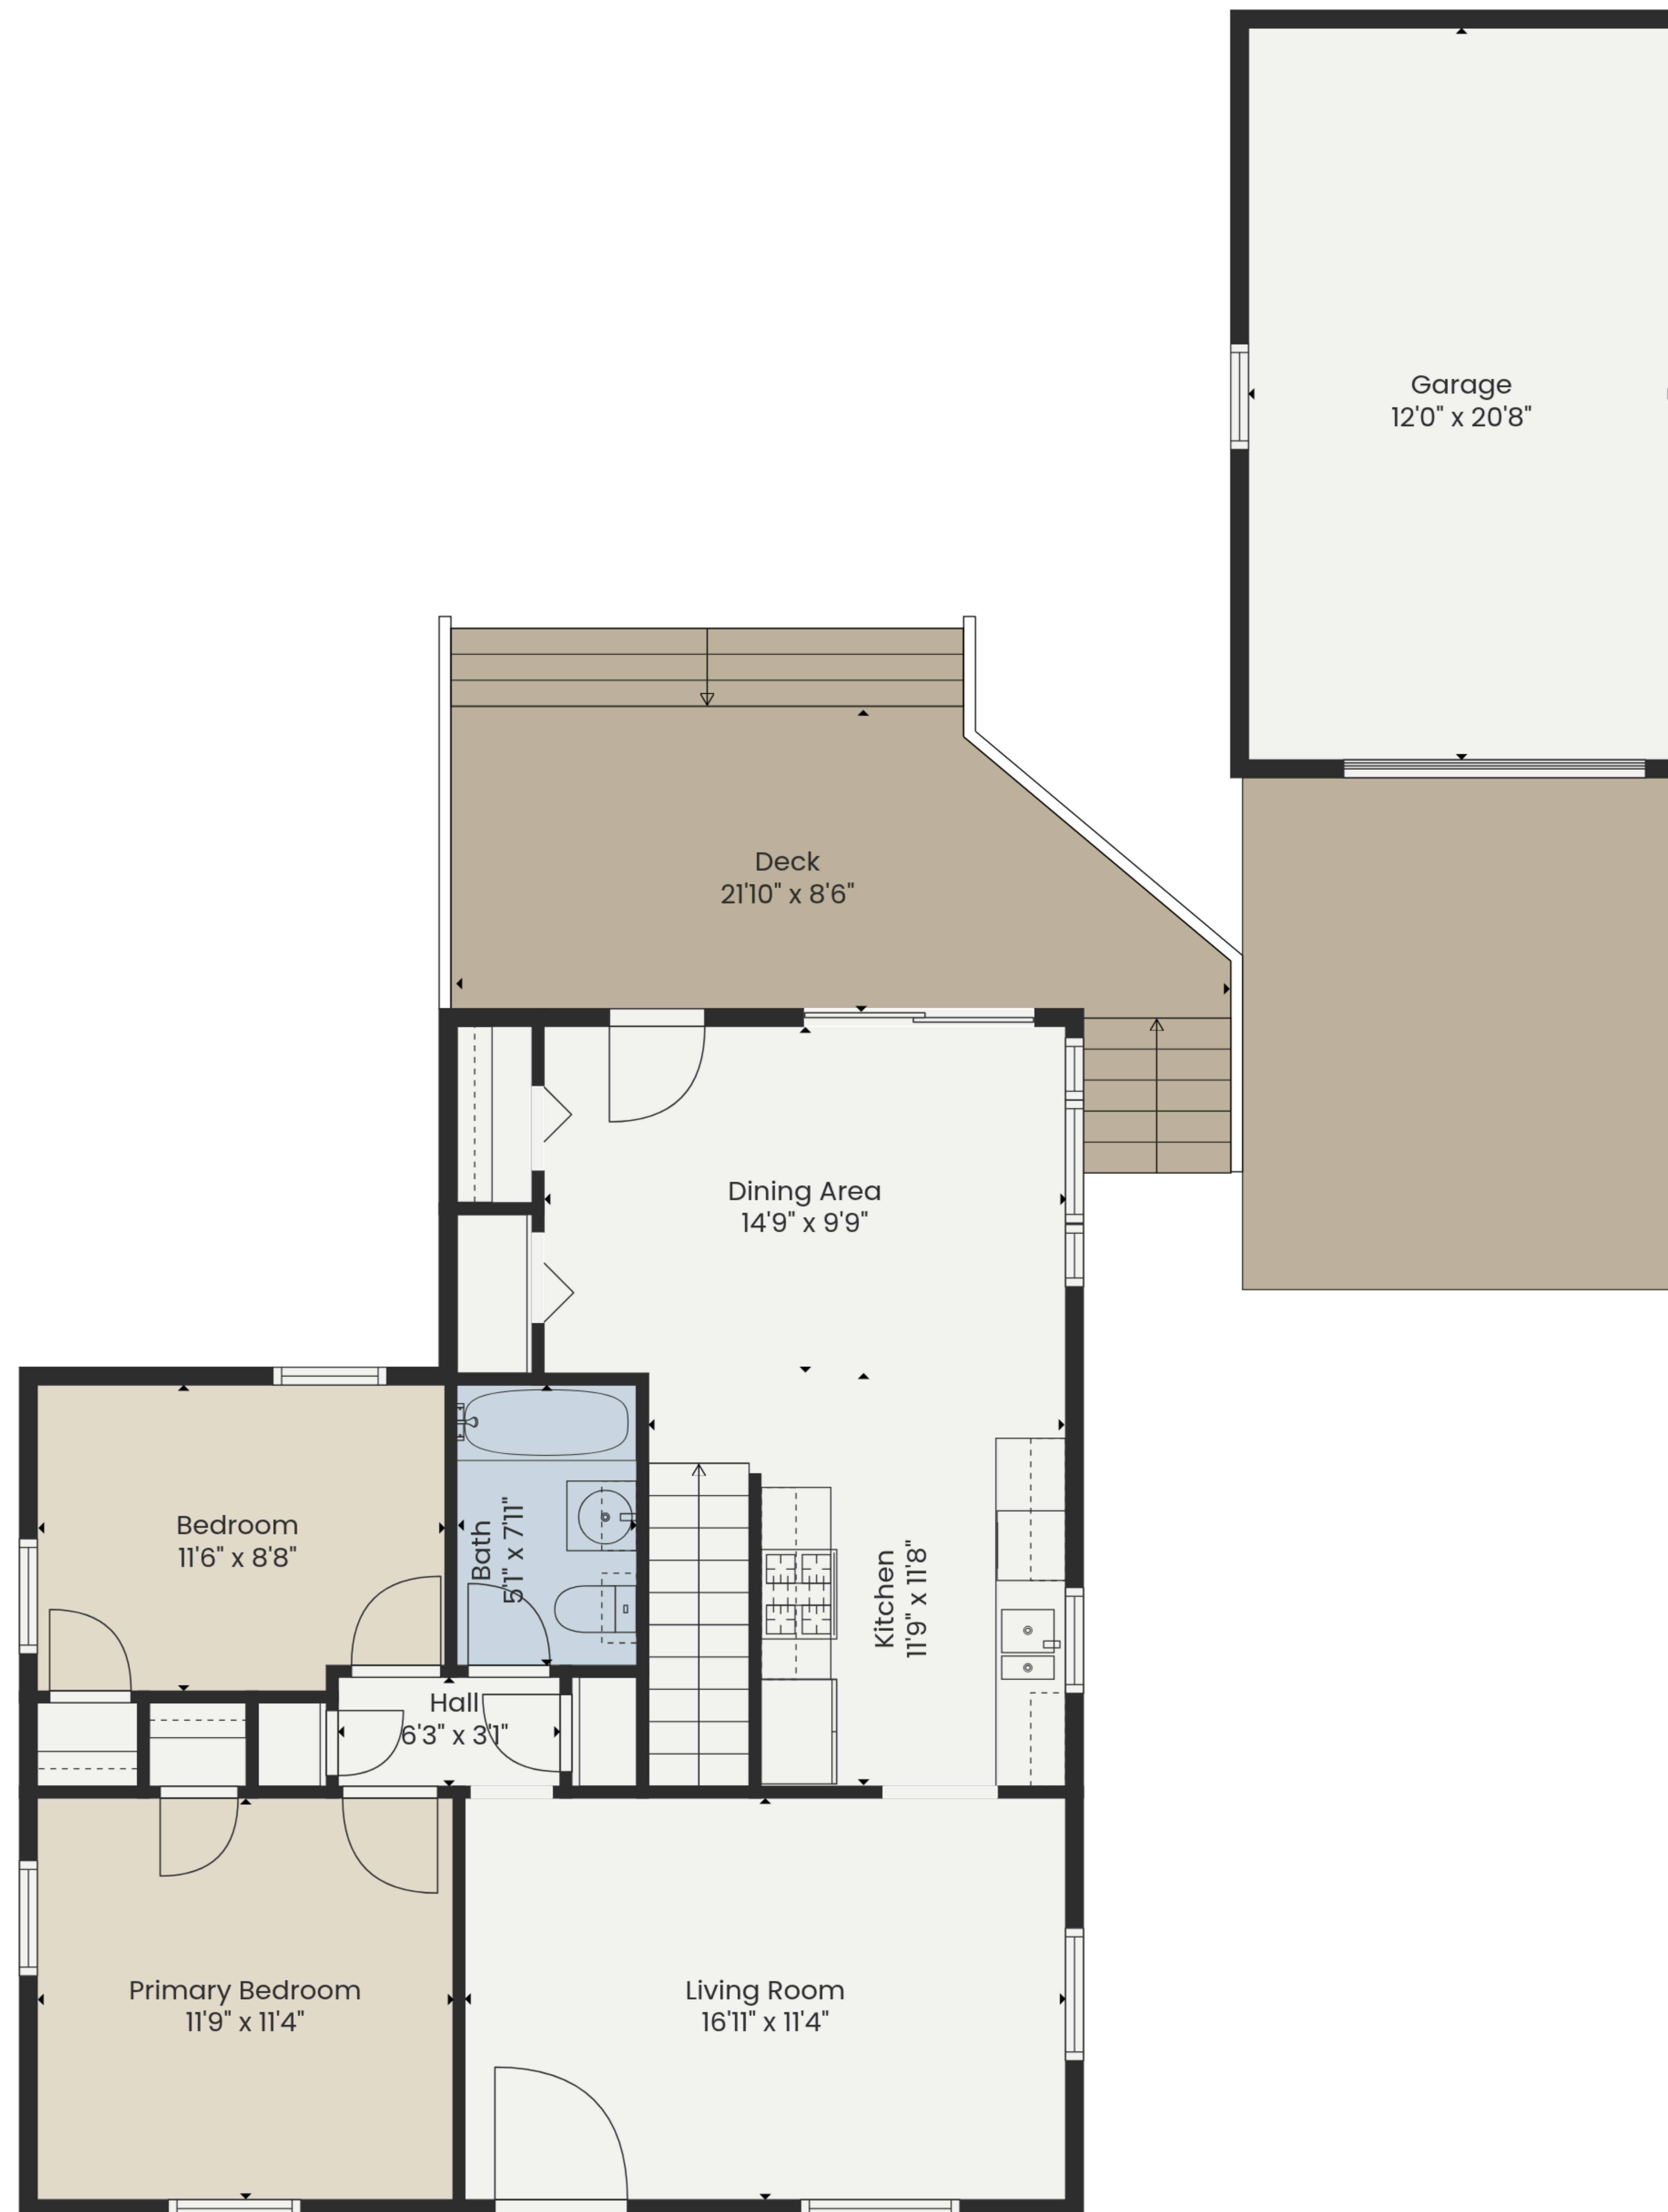 Garage
12'0" x 20'8"
Deck
21'10" x 8'6"
Dining Area
14'9" x 9'9"
Bedroom
11'6" x 8'8"
Bath
5'1" x 7'11"
Kitchen
11'9" x 11'8"
Hall
6'3" x 3'1"
Primary Bedroom
11'9" x 11'4"
Living Room
16'11" x 11'4"